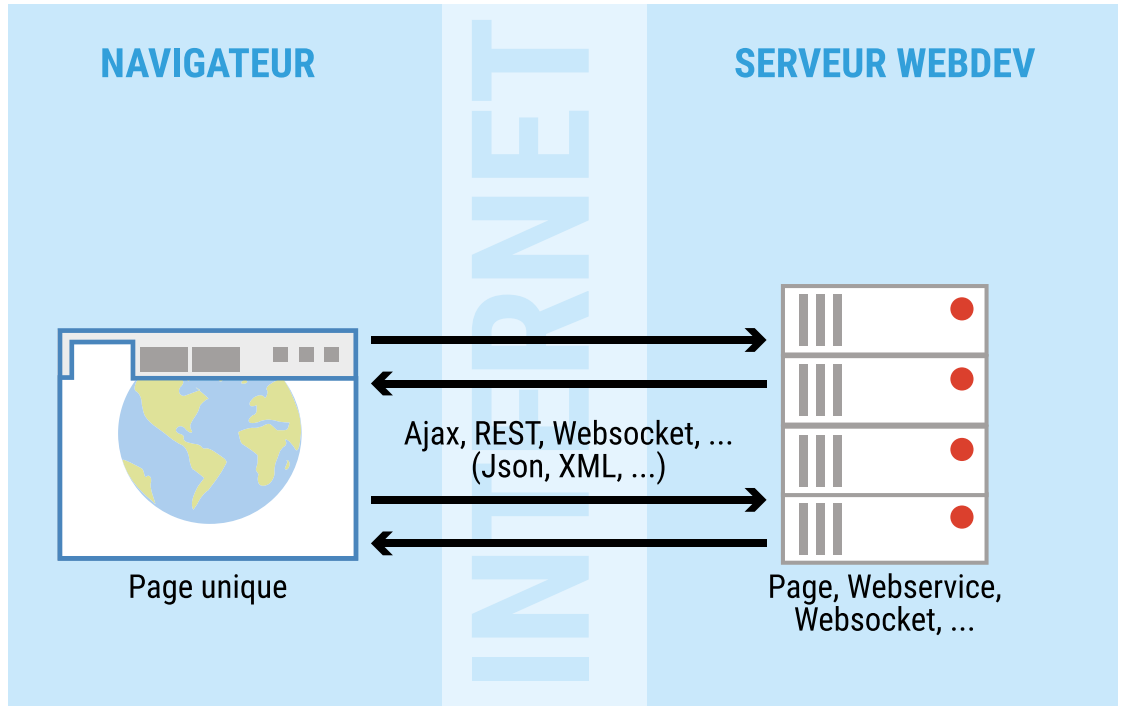 NAVIGATEUR
SERVEUR WEBDEV
INTERNET
Ajax, REST, Websocket, ...
(Json, XML, ...)
Page unique
Page, Webservice,
Websocket, ...